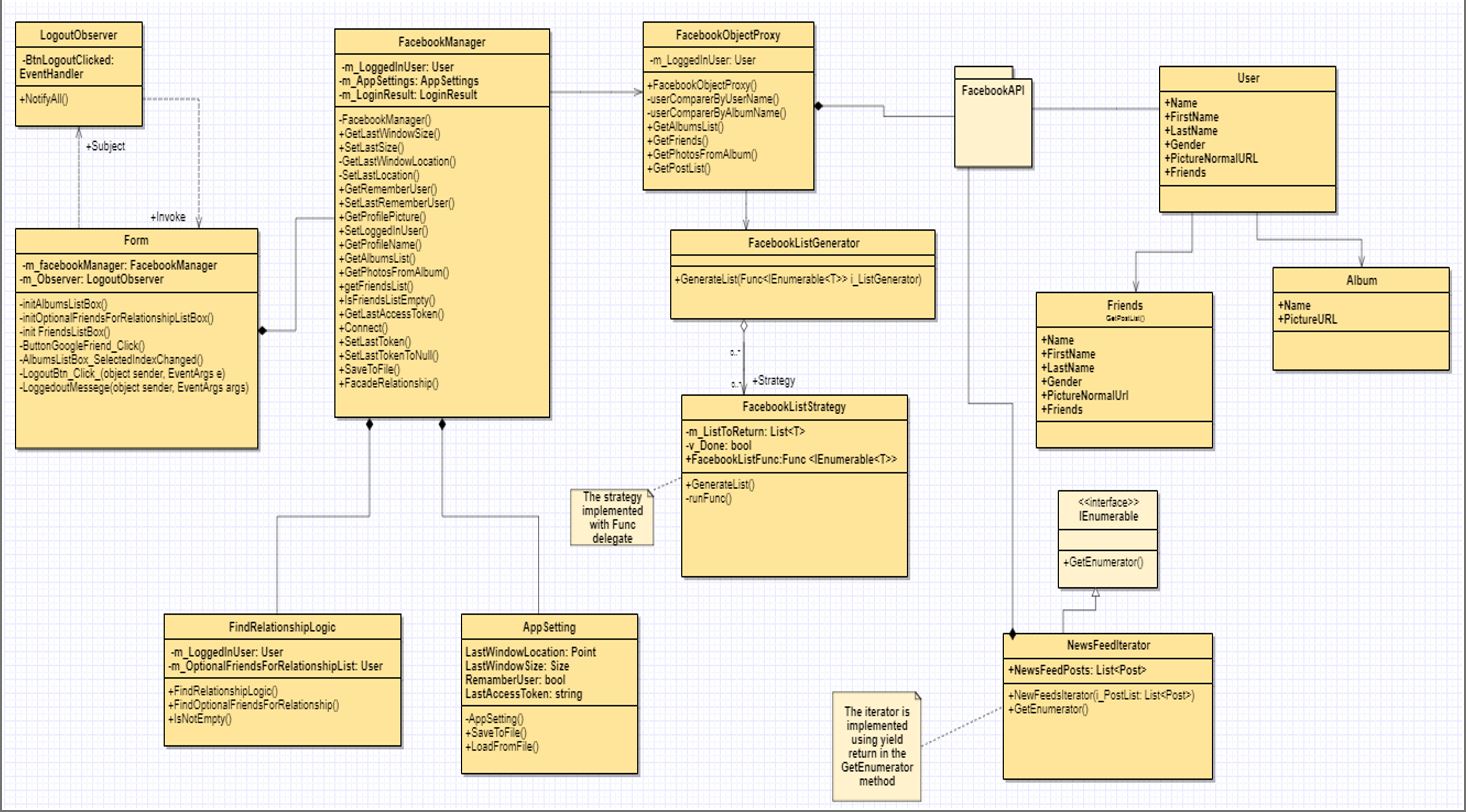 LogoutObserver
-BtnLogoutClicked:
EventHandler
+NotifyAll()
+Subject
+Invoke
Form
-m_facebookManager: FacebookManager
-m_Observer: LogoutObserver
-initAlbumsListBox()
-initOptionalFriendsForRelationshipListBox()
-init FriendsListBox()
-ButtonGoogleFriend_Click()
-AlbumsListBox_SelectedIndexChanged()
-LogoutBtn_Click_(object sender, EventArgs e)
-LoggedoutMessege(object sender, EventArgs args)
FacebookManager
-m_LoggedInUser: User
-m_AppSettings: AppSettings
-m_LoginResult: LoginResult
-FacebookManager()
+GetLastWindowSize()
+SetLastSize()
-GetLastWindowLocation()
-SetLastLocation()
+GetRememberUser()
+SetLastRememberUser()
+GetProfilePicture()
+SetLoggedInUser()
+GetProfileName()
+GetAlbumsList()
+GetPhotosFromAlbum()
+getFriendsList()
+IsFriendsListEmpty()
+GetLastAccessToken()
+Connect()
+SetLastToken()
+SetLastTokenToNull()
+SaveToFile()
+FacadeRelationship()
FacebookObjectProxy
-m_LoggedInUser: User
+FacebookObjectProxy()
-userComparerByUserName()
-userComparerByAlbumName()
+GetAlbumsList()
+GetFriends()
+GetPhotosFromAlbum()
+GetPostList()
FacebookAPI
User
+Name
+FirstName
+LastName
+Gender
+PictureNormalURL
+Friends
FacebookListGenerator
+GenerateList(Func<IEnumerable<T>> i_ListGenerator)
0..*
0..*
+Strategy
FacebookListStrategy
-m_ListToReturn: List<T>
-v_Done: bool
+FacebookListFunc:Func <IEnumerable<T>>
+GenerateList()
-runFunc()
The strategy
implemented
with Func
delegate
Friends
GetPostList()
+Name
+FirstName
+LastName
+Gender
+PictureNormalUrl
+Friends
Album
+Name
+PictureURL
<<interface>>
IEnumerable
+GetEnumerator()
FindRelationshipLogic
-m_LoggedInUser: User
-m_OptionalFriendsForRelationshipList: User
+FindRelationshipLogic()
+FindOptionalFriendsForRelationship()
+IsNotEmpty()
AppSetting
LastWindowLocation: Point
LastWindowSize: Size
RemamberUser: bool
LastAccessToken: string
-AppSetting()
+SaveToFile()
+LoadFromFile()
NewsFeedIterator
+NewsFeedPosts: List<Post>
+NewFeedsIterator(i_PostList: List<Post>)
+GetEnumerator()
The iterator is
implemented
using yield
return in the
GetEnumerator
method